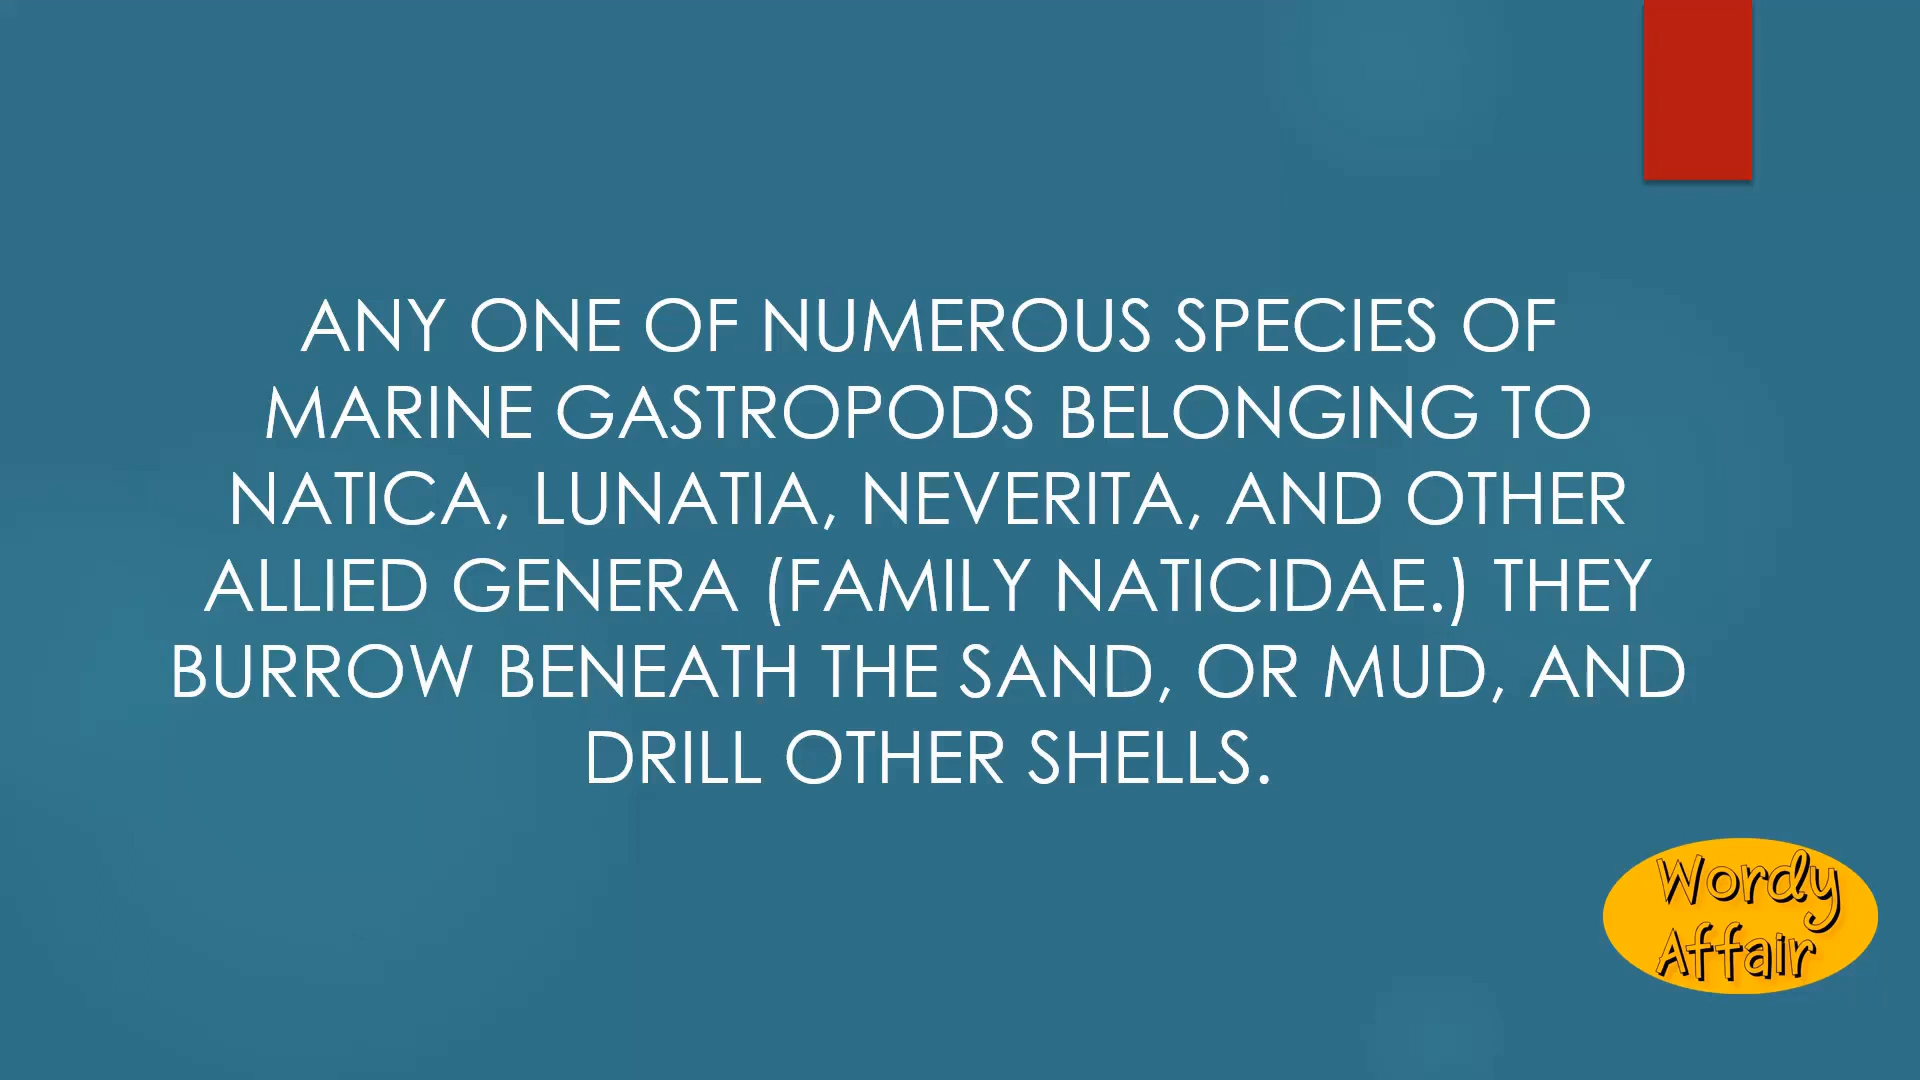 ANY ONE OF NUMEROUS SPECIES OF
MARINE GASTROPODS BELONGING TO
NATICA, LUNATIA, NEVERITA, AND OTHER
ALLIED GENERA (FAMILY NATICIDAE.) THEY
BURROW BENEATH THE SAND, OR MUD, AND
DRILL OTHER SHELLS.
Wordy
Affair